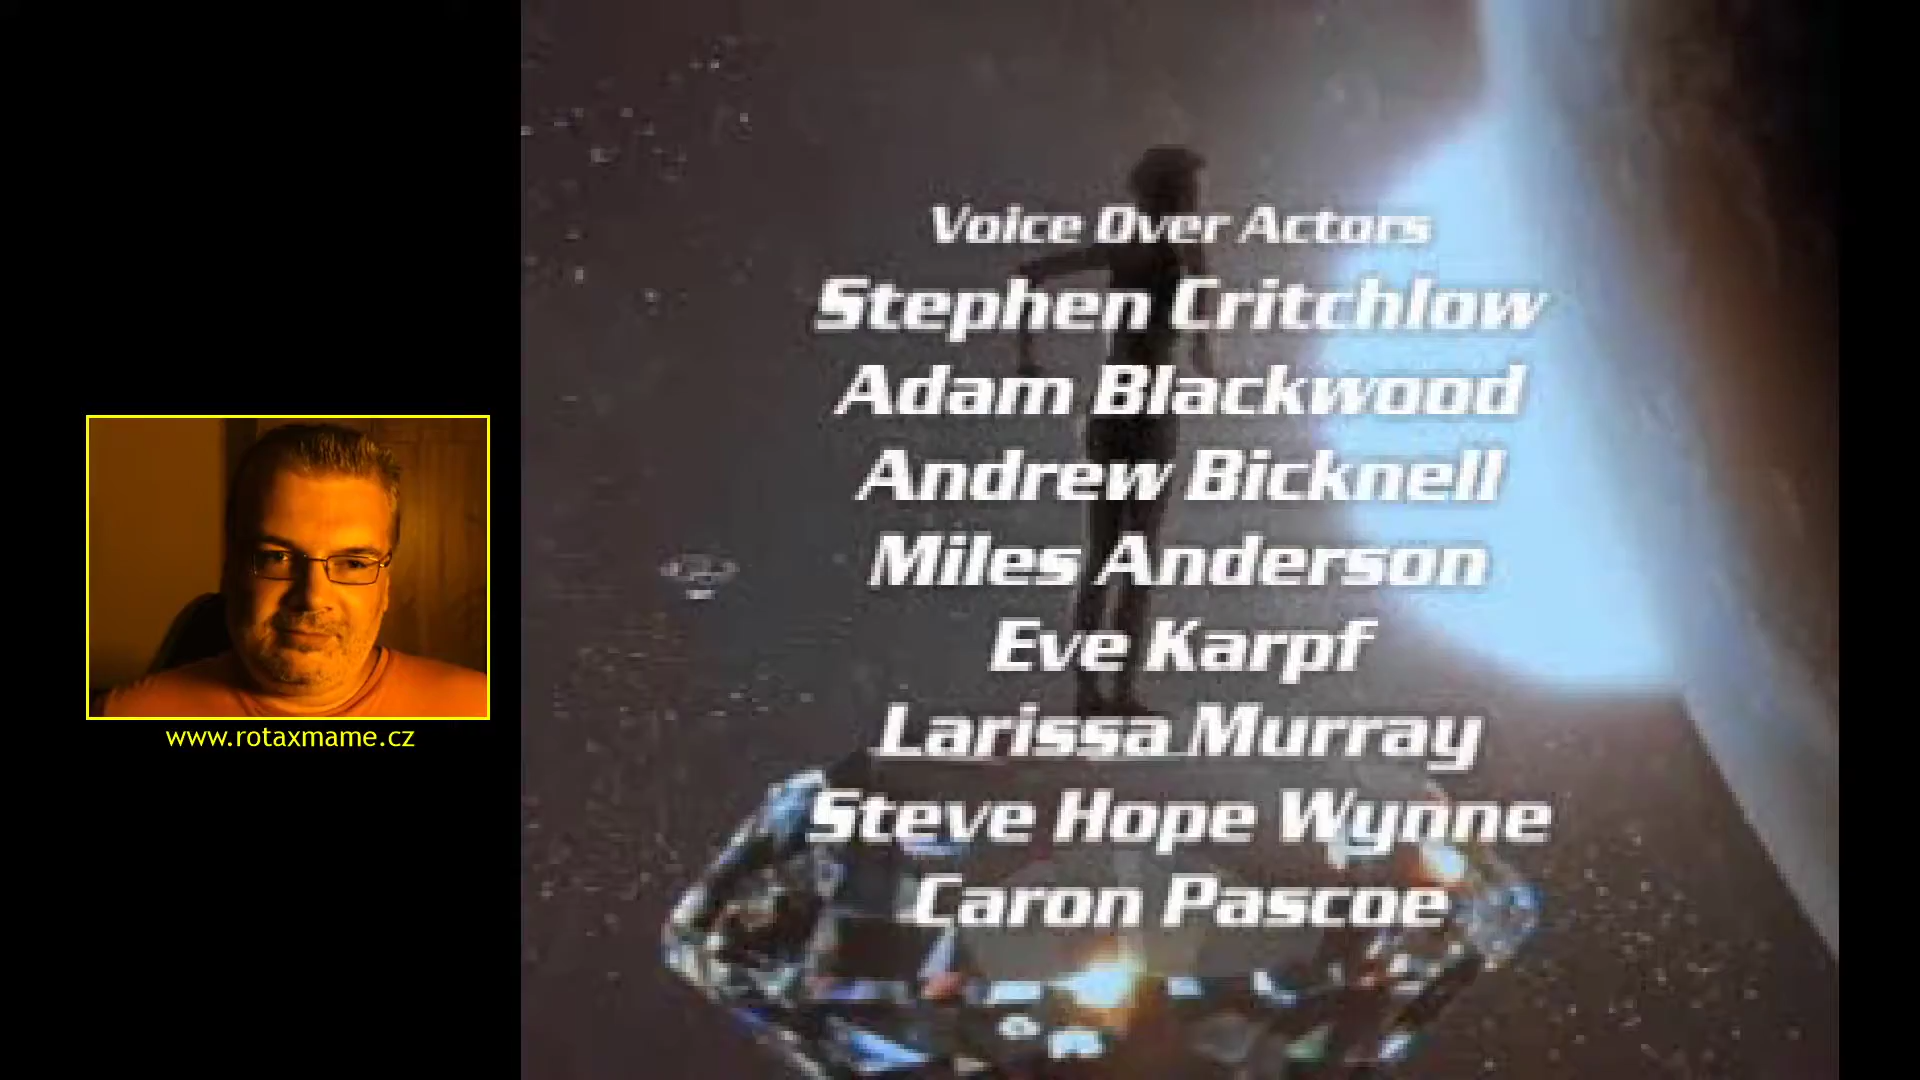 Voice Over Actors
Stephen Critchlow
Adam Blackwood
Andrew Bicknell
Miles Anderson
Eve Karpf
Larissa Murray
Steve Hope Wynne
Caron Pascoe
www.rotaxmame.cz